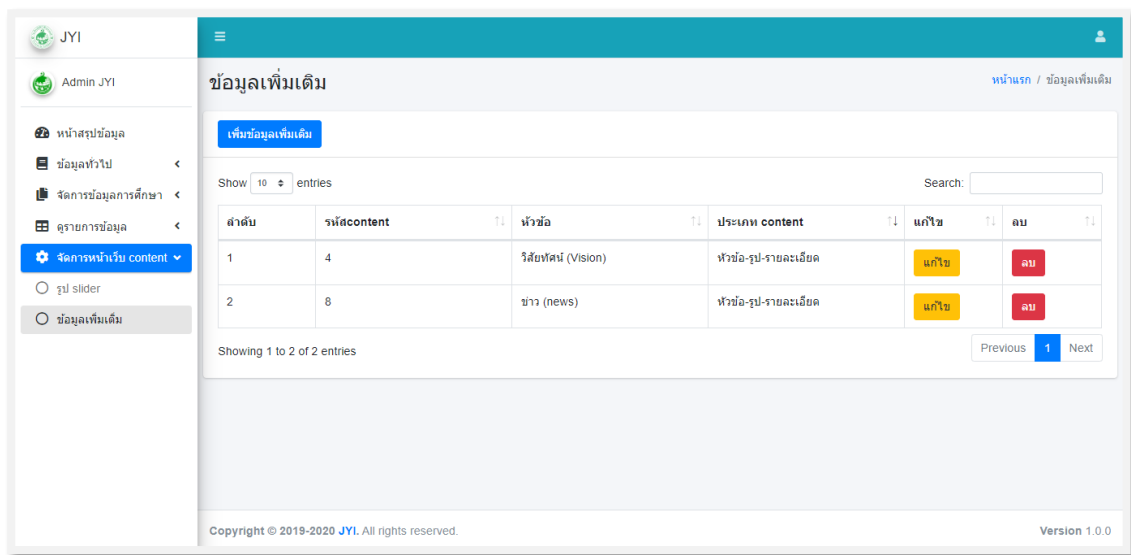 JYI
Admin JYI
ข้อมูลเพิ่มเติม
หน้าแรก / ข้อมูลเพิ่มเติม
หน้าสรุปข้อมูล
ข้อมูลทั่วไป
จัดการข้อมูลการศึกษา
ดูรายการข้อมูล
จัดการหน้าเว็บ content
รูป slider
ข้อมูลเพิ่มเติ่ม
เพิ่มข้อมูลเพิ่มเติม
Show 10 entries
Search:
ลำดับ รหัสcontent หัวข้อ ประเภท content แก้ไข ลบ
1 4 วิสัยทัศน์ (Vision) หัวข้อ-รูป-รายละเอียด แก้ไข ลบ
2 8 ข่าว (news) หัวข้อ-รูป-รายละเอียด แก้ไข ลบ
Showing 1 to 2 of 2 entries
Previous 1 Next
Copyright © 2019-2020 JYI. All rights reserved.
Version 1.0.0